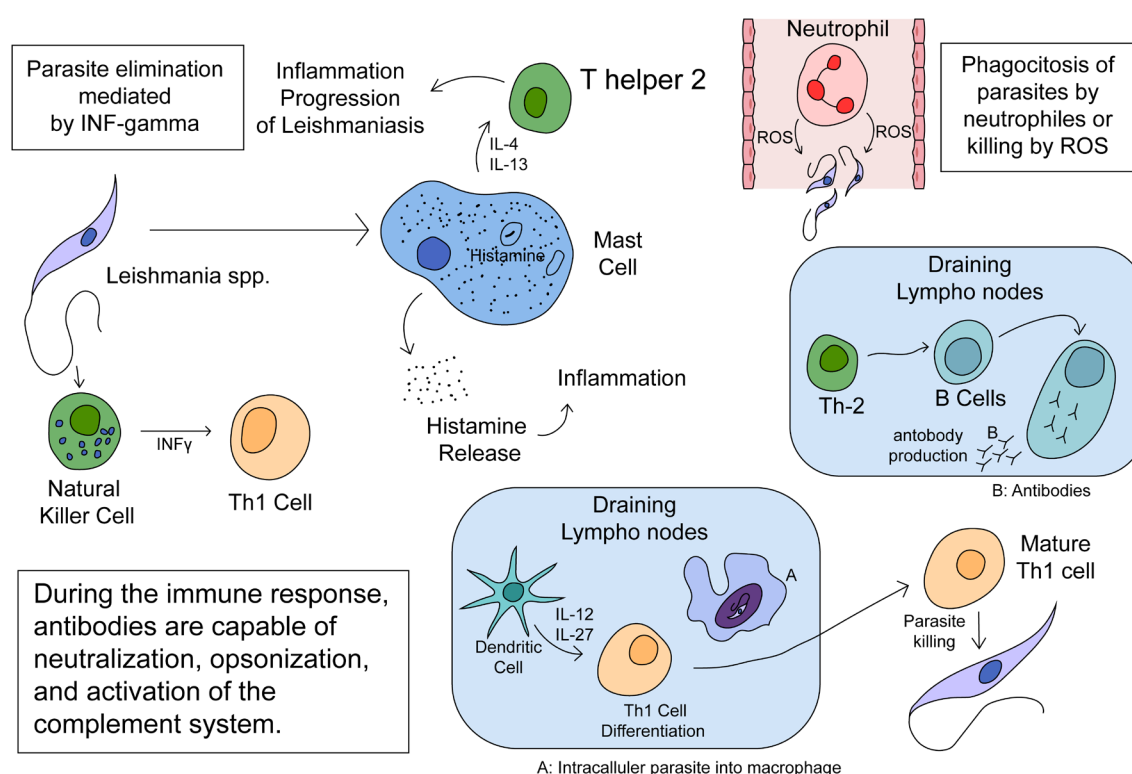 Parasite elimination
mediated
by INF-gamma
Inflammation
Progression
of Leishmaniasis
T helper 2
IL-4
IL-13
Neutrophil
ROS
ROS
Phagocitosis of
parasites by
neutrophiles or
killing by ROS
Leishmania spp.
Histamine
Mast
Cell
Histamine
Release
Inflammation
Natural
Killer Cell
INFγ
Th1 Cell
Draining
Lympho nodes
Th-2
B Cells
antobody
production
B
B: Antibodies
During the immune response,
antibodies are capable of
neutralization, opsonization,
and activation of the
complement system.
Draining
Lympho nodes
Dendritic
Cell
IL-12
IL-27
A
Th1 Cell
Differentiation
A: Intracalluler parasite into macrophage
Mature
Th1 cell
Parasite
killing